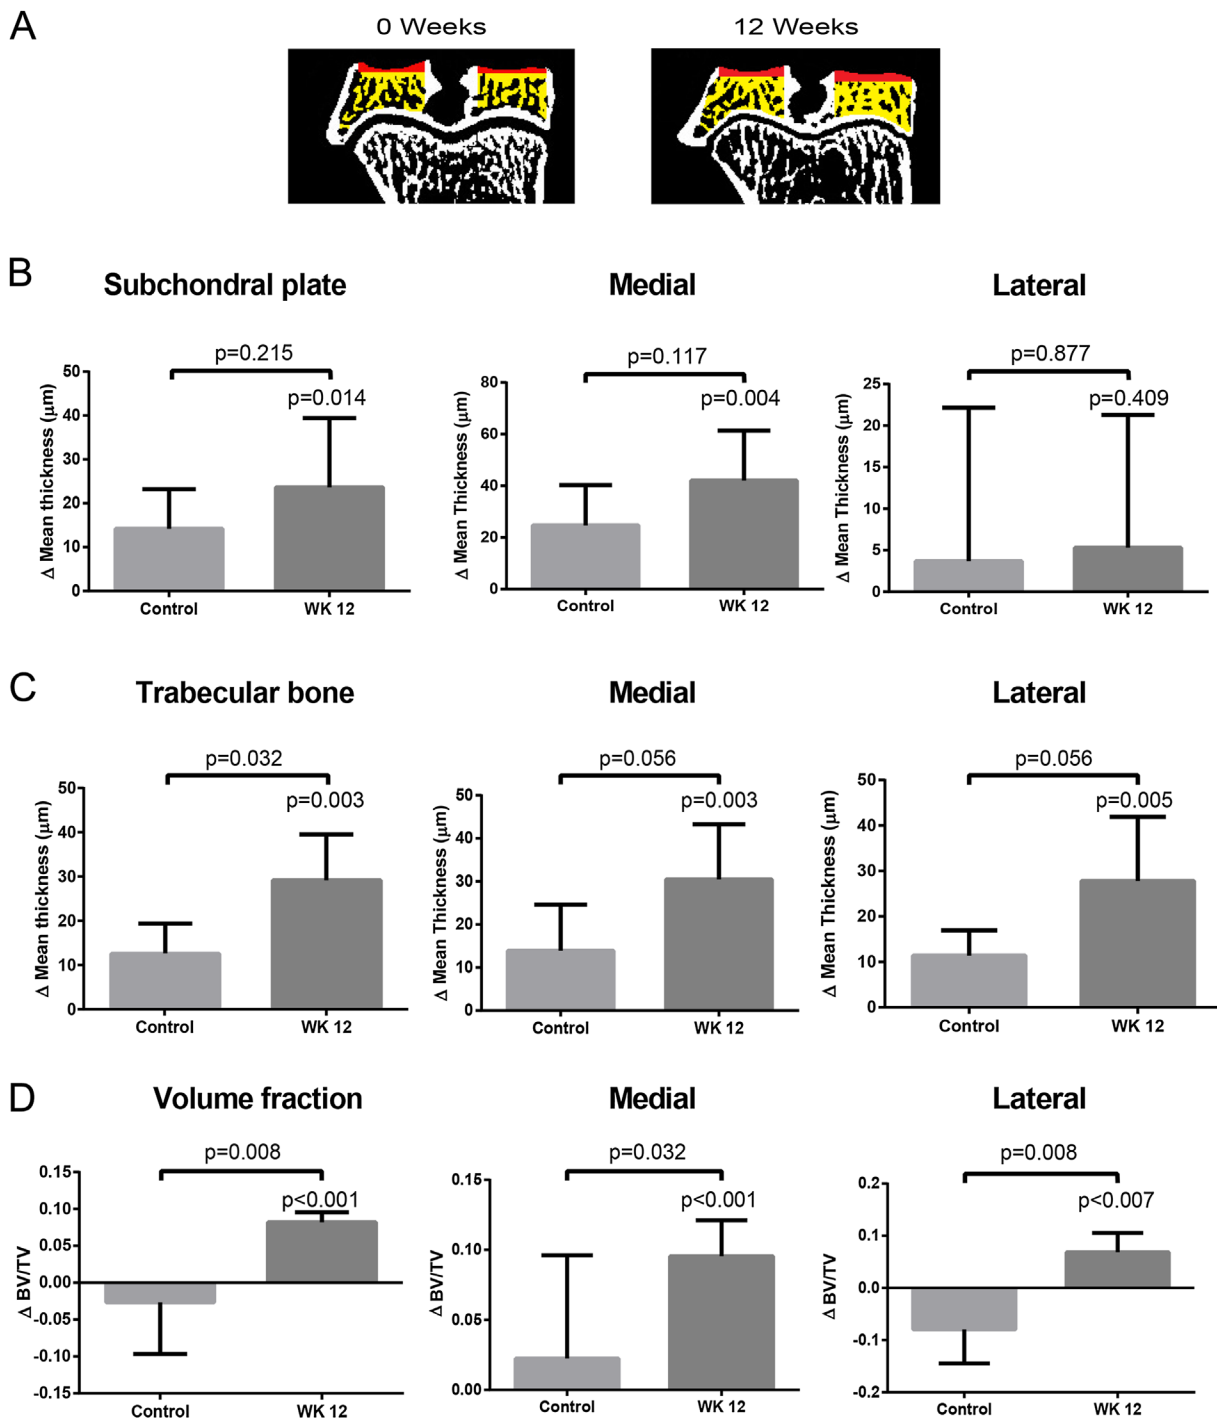 A
0 Weeks
12 Weeks
B
Subchondral plate
Medial
Lateral
p=0.215
p=0.014
Δ Mean thickness (μm)
50
40
30
20
10
0
Control
WK 12
p=0.117
p=0.004
Δ Mean Thickness (μm)
80
60
40
20
0
Control
WK 12
p=0.877
p=0.409
Δ Mean Thickness (μm)
25
20
15
10
5
0
Control
WK 12
C
Trabecular bone
Medial
Lateral
p=0.032
p=0.003
Δ Mean thickness (μm)
50
40
30
20
10
0
Control
WK 12
p=0.056
p=0.003
Δ Mean Thickness (μm)
50
40
30
20
10
0
Control
WK 12
p=0.056
p=0.005
Δ Mean Thickness (μm)
50
40
30
20
10
0
Control
WK 12
D
Volume fraction
Medial
Lateral
p=0.008
p<0.001
Δ BV/TV
0.15
0.10
0.05
0.00
-0.05
-0.10
-0.15
Control
WK 12
p=0.032
p<0.001
Δ BV/TV
0.15
0.10
0.05
0.00
Control
WK 12
p=0.008
p<0.007
Δ BV/TV
0.2
0.1
0.0
-0.1
-0.2
Control
WK 12